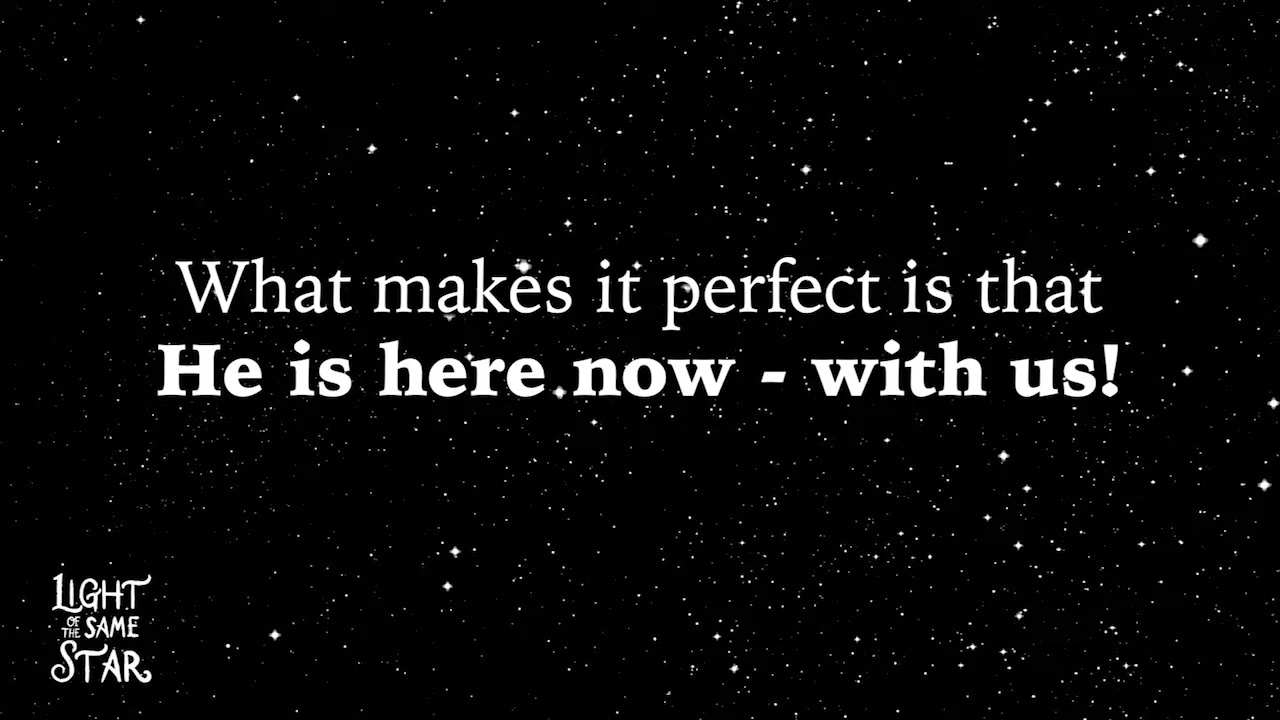 What makes it perfect is that
He is here now - with us!
LIGHT
OF THE SAME
STAR